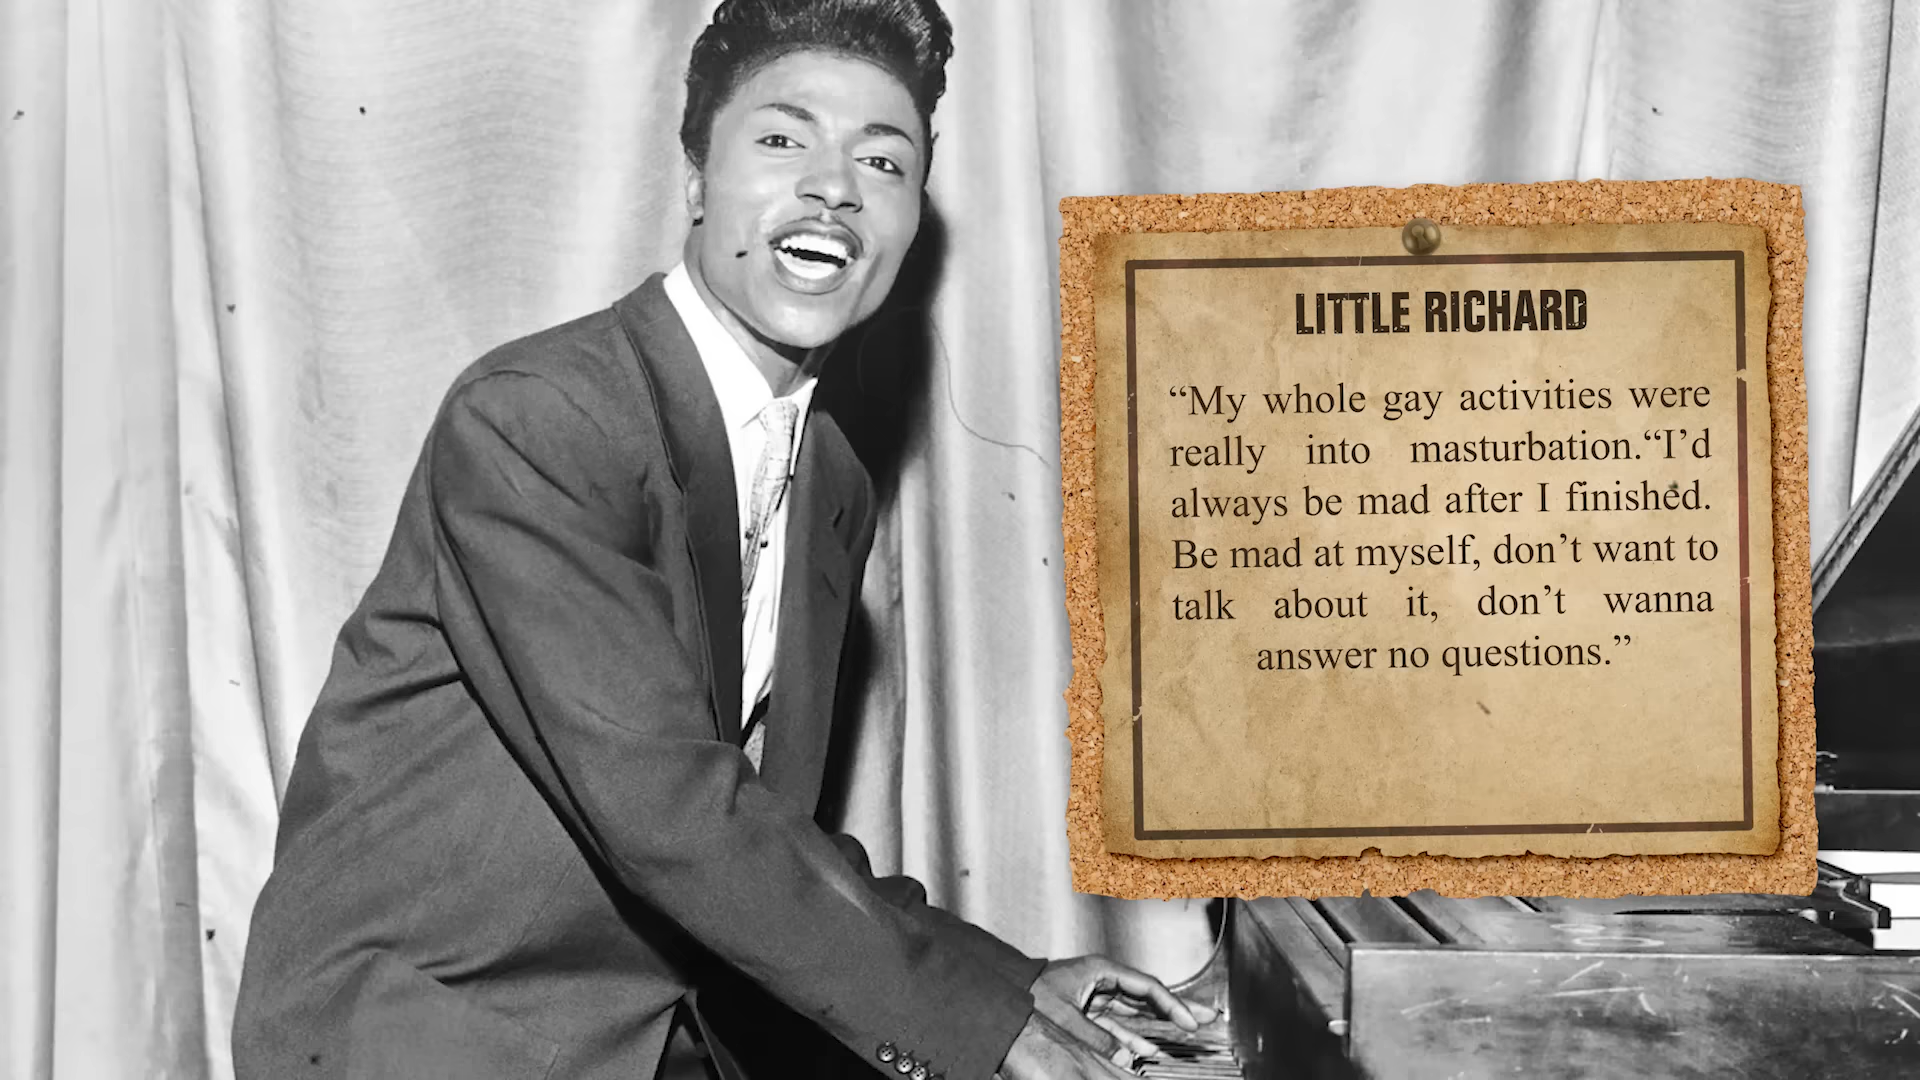 LITTLE RICHARD
“My whole gay activities were
really into masturbation.“I’d
always be mad after I finished.
Be mad at myself, don’t want to
talk about it, don’t wanna
answer no questions.”